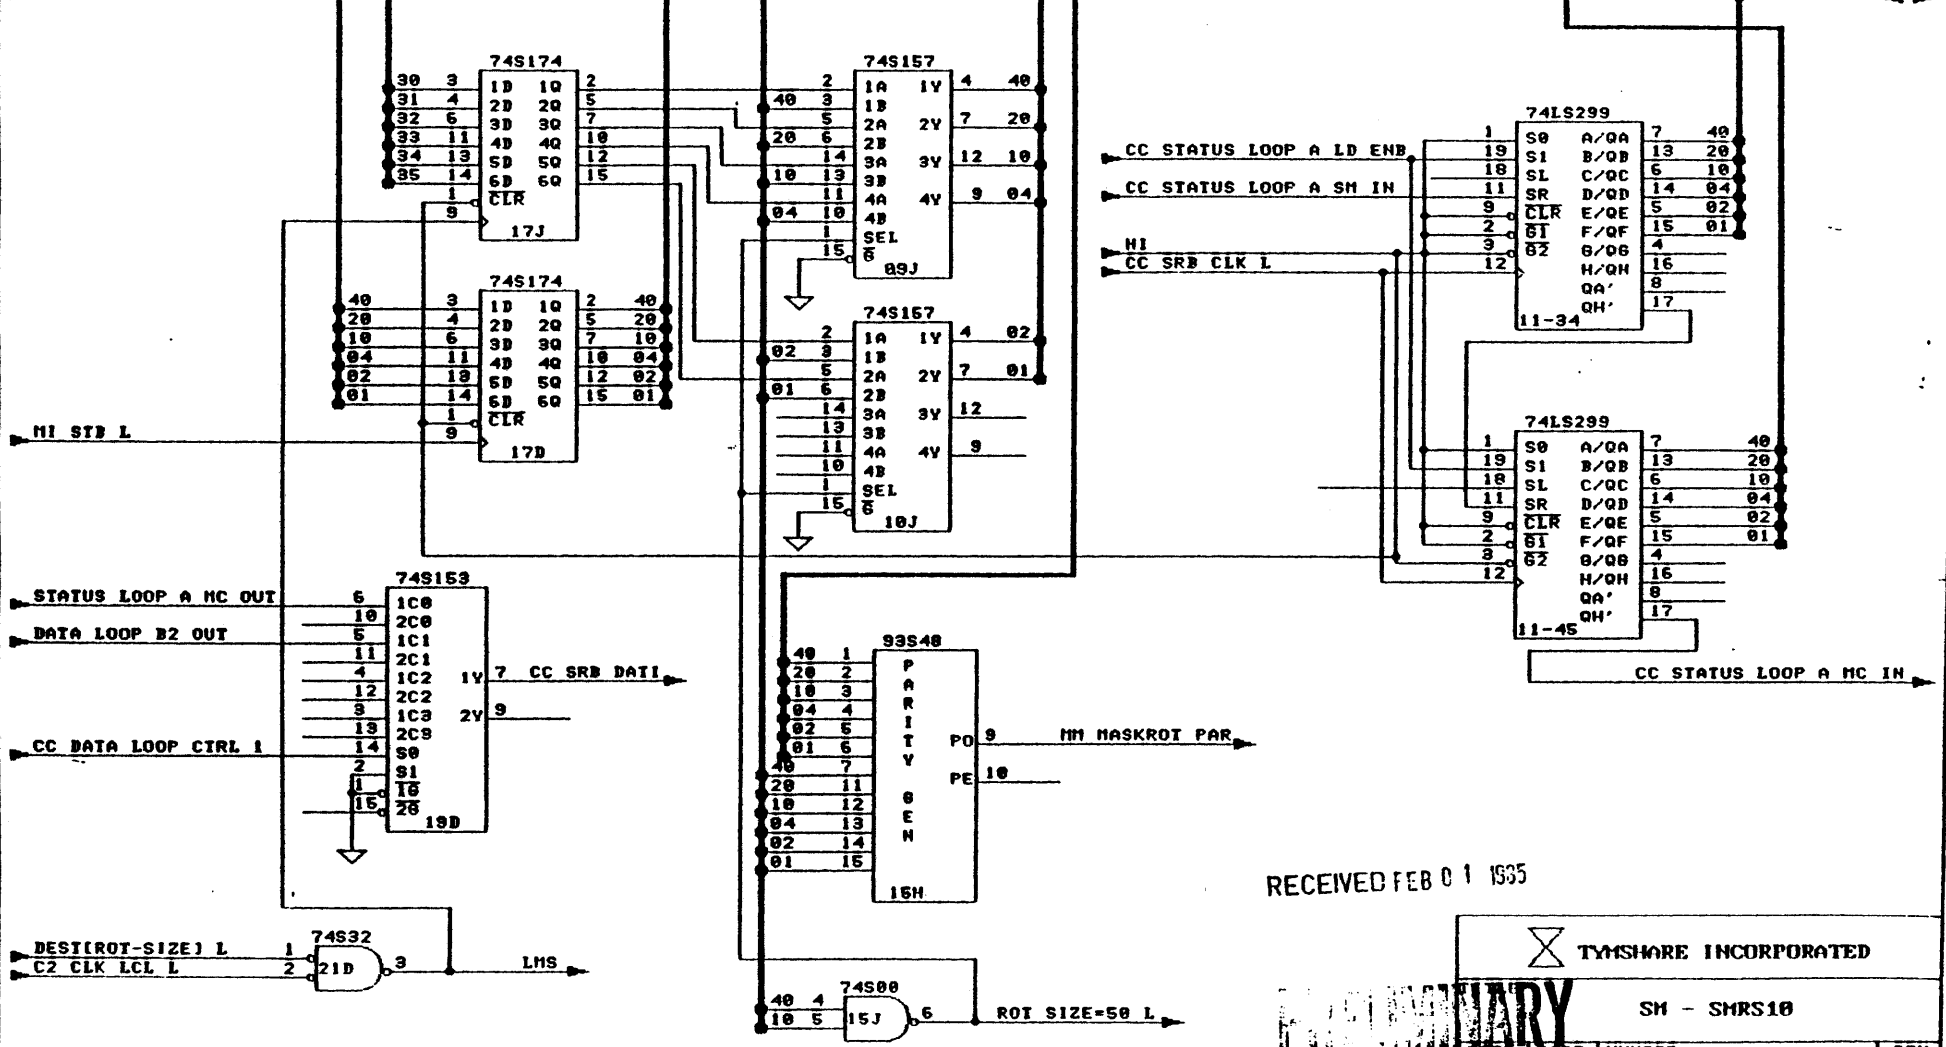 74S174
30 3 1D 1Q 2
31 4 2D 2Q 5
32 6 3D 3Q 7
33 11 4D 4Q 10
34 13 5D 5Q 12
35 14 6D 6Q 15
1 CLR
9
17J
74S174
40 3 1D 1Q 2 40
20 4 2D 2Q 5 20
10 6 3D 3Q 7 10
04 11 4D 4Q 10 04
02 13 5D 5Q 12 02
01 14 6D 6Q 15 01
1 CLR
MI STB L 9
17D
74S157
2 1A 1Y 4 40
40 3 1B
5 2A 2Y 7 20
20 6 2B
14 3A 3Y 12 10
10 13 3B
11 4A 4Y 9 04
04 10 4B
1 SEL
15 G
09J
74S157
2 1A 1Y 4 02
02 3 1B
5 2A 2Y 7 01
01 6 2B
14 3A 3Y 12
13 3B
11 4A 4Y 9
10 4B
1 SEL
15 G
10J
74LS299
1 S0 A/QA 7 40
CC STATUS LOOP A LD ENB 19 S1 B/QB 13 20
18 SL C/QC 6 10
CC STATUS LOOP A SM IN 11 SR D/QD 14 04
9 CLR E/QE 5 02
2 G1 F/QF 15 01
HI 3 G2 G/QG 4
CC SRB CLK L 12 H/QH 16
QA' 8
QH' 17
11-34
74LS299
1 S0 A/QA 7 40
19 S1 B/QB 13 20
18 SL C/QC 6 10
11 SR D/QD 14 04
9 CLR E/QE 5 02
2 G1 F/QF 15 01
3 G2 G/QG 4
12 H/QH 16
QA' 8
QH' 17
11-45
CC STATUS LOOP A MC IN
74S153
STATUS LOOP A MC OUT 6 1C0
10 2C0
DATA LOOP B2 OUT 5 1C1
11 2C1
4 1C2 1Y 7 CC SRB DATI
12 2C2
3 1C3 2Y 9
13 2C3
CC DATA LOOP CTRL 1 14 S0
2 S1
1 1G
15 2G
19D
93S48
40 1
20 2
10 3
04 4
02 5
01 6
40 7
20 11
10 12
04 13
02 14
01 15
PARITY GEN
PO 9 MM MASKROT PAR
PE 10
16H
74S32
DEST[ROT-SIZE] L 1
C2 CLK LCL L 2
21D 3 LMS
74S00
40 4
10 5
15J 6 ROT SIZE=50 L
RECEIVED FEB 01 1985
TYMSHARE INCORPORATED
SM - SMRS10